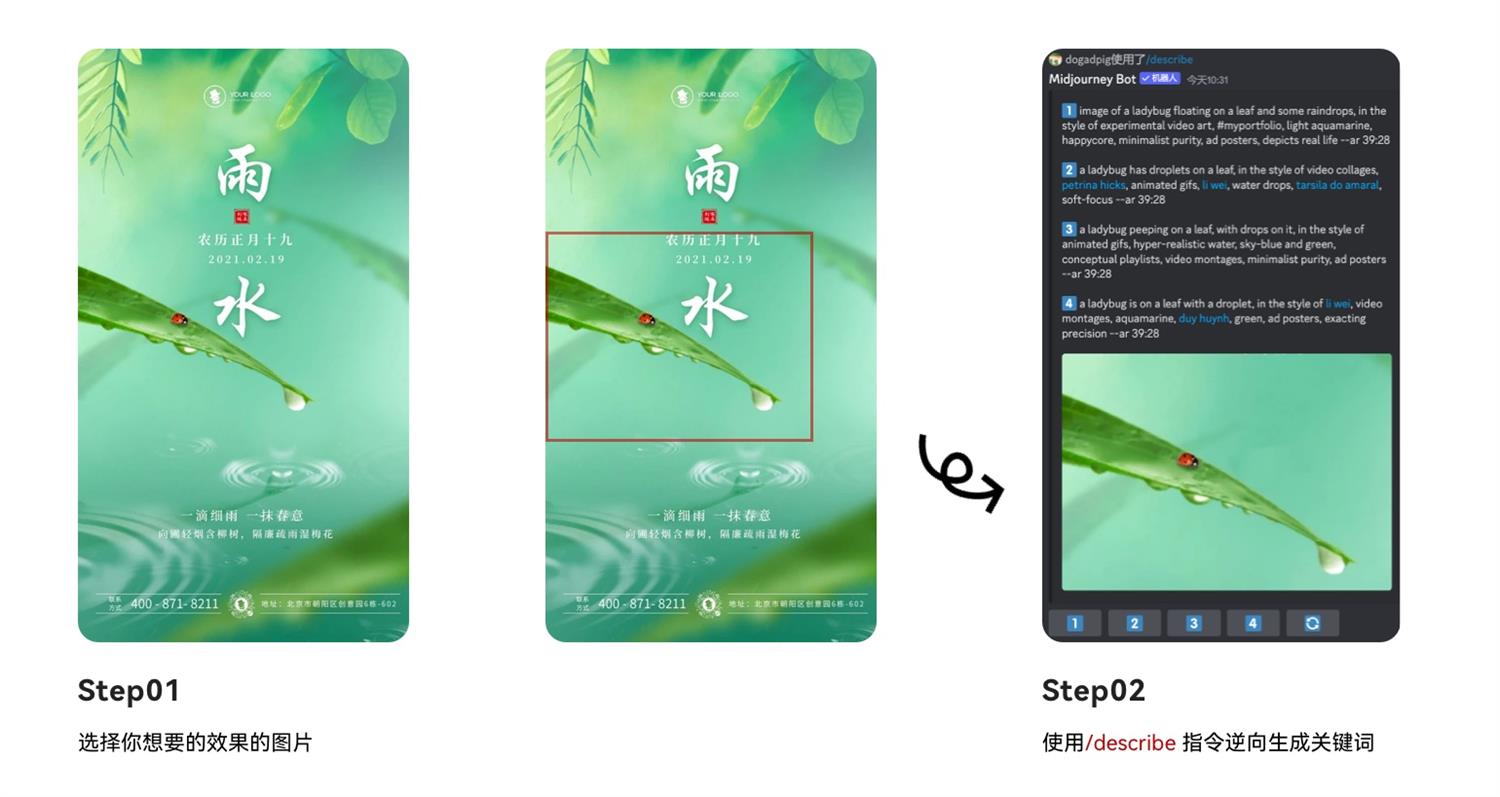 YOUR LOGO
雨
农历正月十九
2021.02.19
水
一滴细雨 一抹春意
向圃轻烟含柳树，隔廉疏雨湿梅花
联系
方式
400 - 871- 8211
地址：北京市朝阳区创意园6栋-602
Step01
选择你想要的效果的图片
YOUR LOGO
雨
农历正月十九
2021.02.19
水
一滴细雨 一抹春意
向圃轻烟含柳树，隔廉疏雨湿梅花
联系
方式
400 - 871- 8211
地址：北京市朝阳区创意园6栋-602
dogadpig使用了/describe
Midjourney Bot ✓机器人 今天10:31
1 image of a ladybug floating on a leaf and some raindrops, in the
style of experimental video art, #myportfolio, light aquamarine,
happycore, minimalist purity, ad posters, depicts real life --ar 39:28
2 a ladybug has droplets on a leaf, in the style of video collages,
petrina hicks, animated gifs, li wei, water drops, tarsila do amaral,
soft-focus --ar 39:28
3 a ladybug peeping on a leaf, with drops on it, in the style of
animated gifs, hyper-realistic water, sky-blue and green,
conceptual playlists, video montages, minimalist purity, ad posters
--ar 39:28
4 a ladybug is on a leaf with a droplet, in the style of li wei, video
montages, aquamarine, duy huynh, green, ad posters, exacting
precision --ar 39:28
1 2 3 4
Step02
使用/describe 指令逆向生成关键词